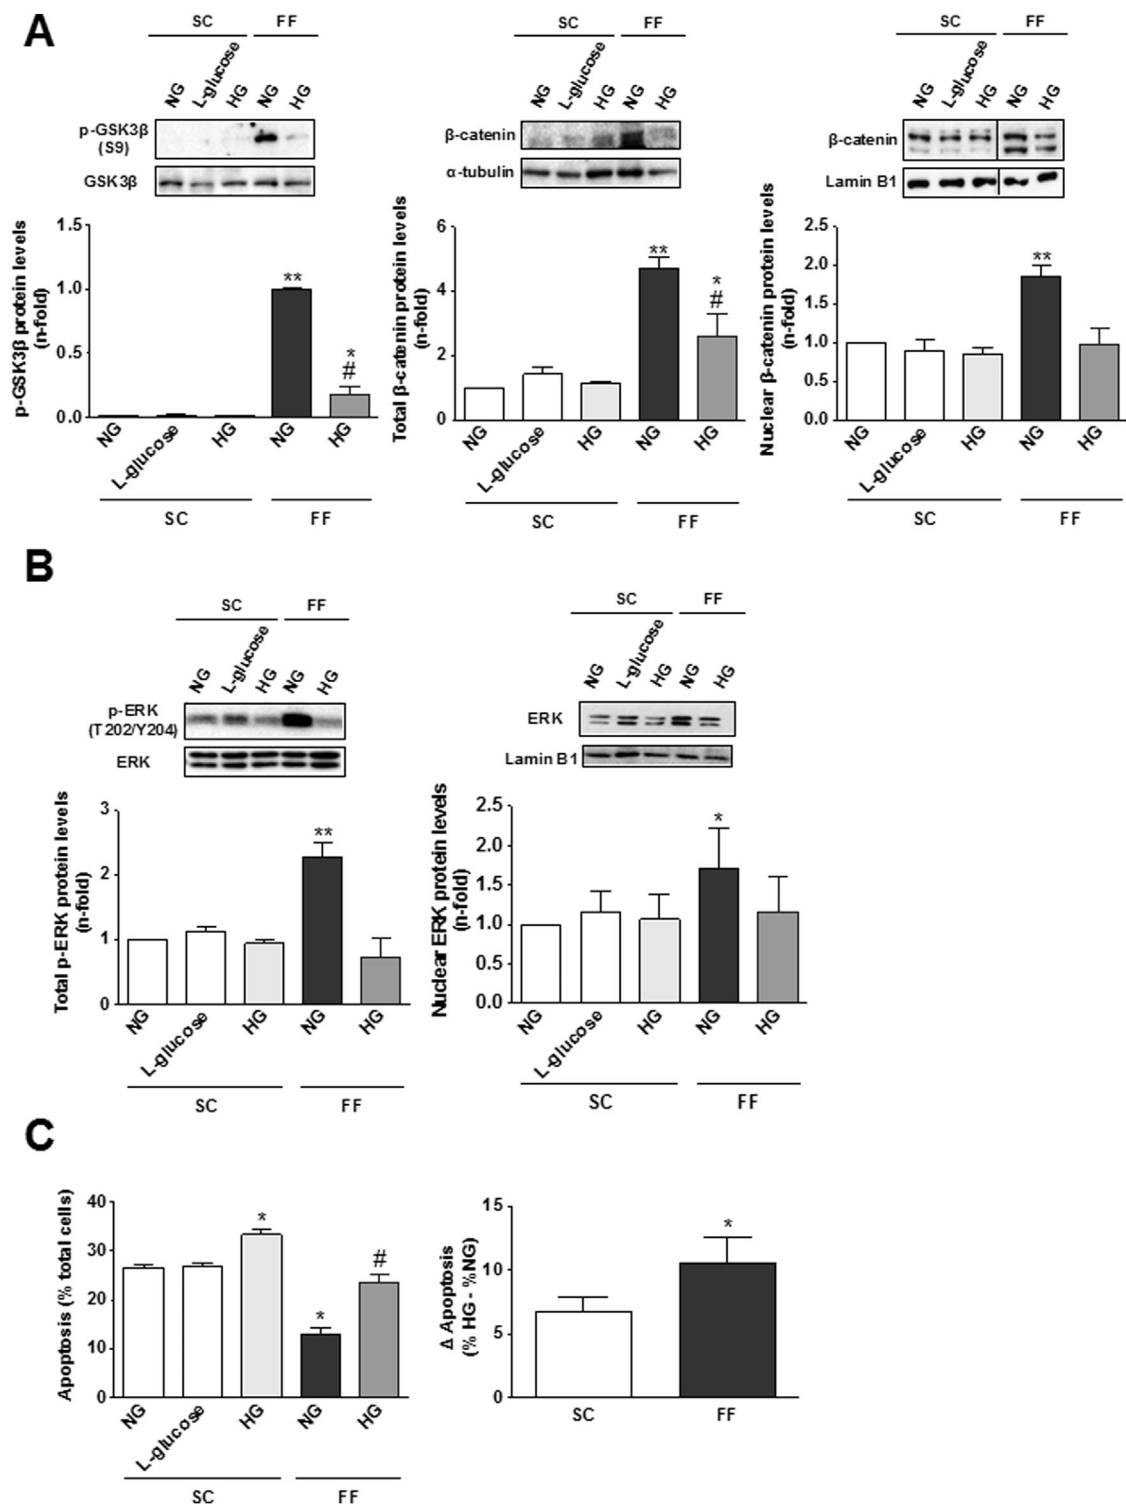 A
SC
FF
NG
L-glucose
HG
NG
HG
p-GSK3β
(S9)
GSK3β
p-GSK3β protein levels
(n-fold)
1.5
1.0
0.5
0.0
**
*
#
NG
L-glucose
HG
NG
HG
SC
FF
SC
FF
NG
L-glucose
HG
NG
HG
β-catenin
α-tubulin
Total β-catenin protein levels
(n-fold)
6
4
2
0
**
*
#
NG
L-glucose
HG
NG
HG
SC
FF
SC
FF
NG
L-glucose
HG
NG
HG
β-catenin
Lamin B1
Nuclear β-catenin protein levels
(n-fold)
2.5
2.0
1.5
1.0
0.5
0.0
**
NG
L-glucose
HG
NG
HG
SC
FF
B
SC
FF
NG
L-glucose
HG
NG
HG
p-ERK
(T202/Y204)
ERK
Total p-ERK protein levels
(n-fold)
3
2
1
0
**
NG
L-glucose
HG
NG
HG
SC
FF
SC
FF
NG
L-glucose
HG
NG
HG
ERK
Lamin B1
Nuclear ERK protein levels
(n-fold)
2.5
2.0
1.5
1.0
0.5
0.0
*
NG
L-glucose
HG
NG
HG
SC
FF
C
Apoptosis (% total cells)
40
30
20
10
0
*
*
#
NG
L-glucose
HG
NG
HG
SC
FF
Δ Apoptosis
(% HG - %NG)
15
10
5
0
*
SC
FF